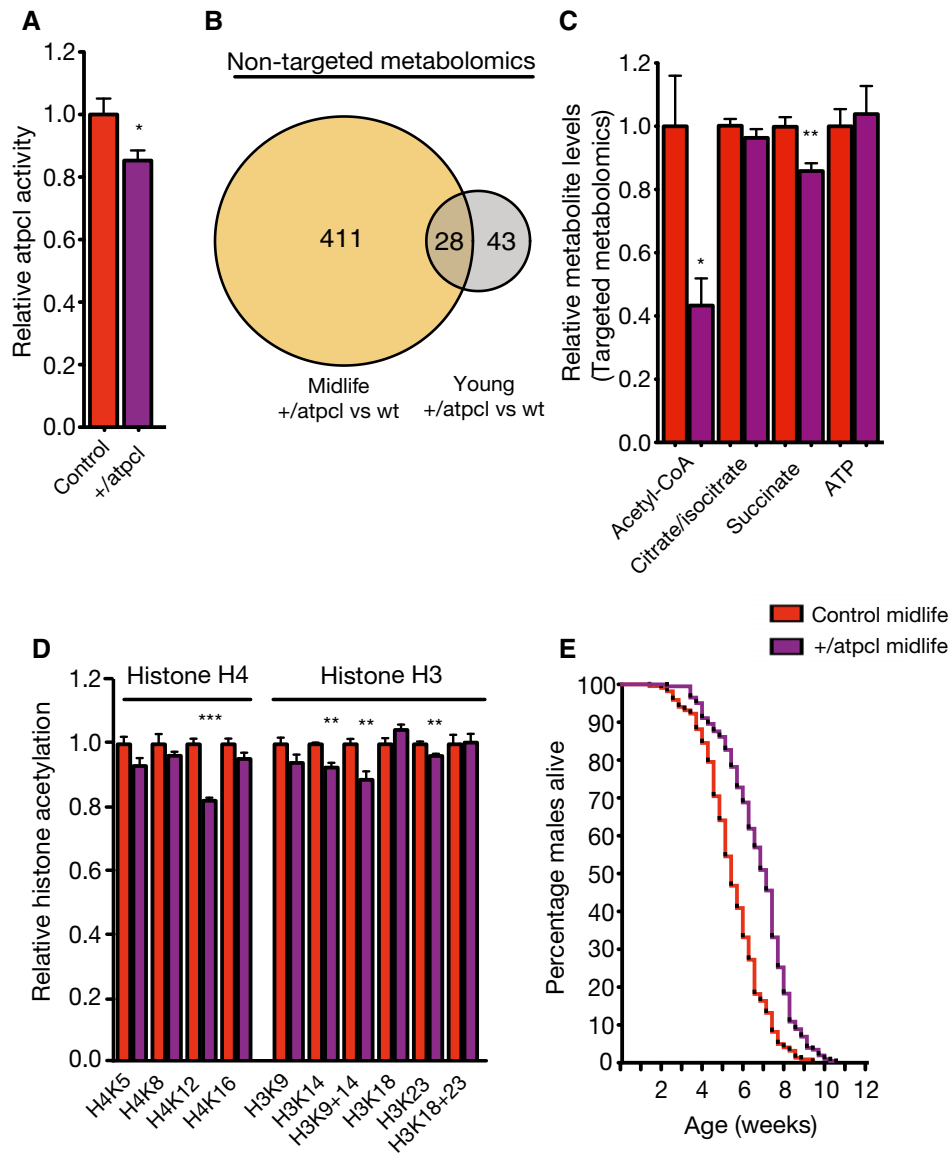 A
Relative atpcl activity
1.2
1.0
0.8
0.6
0.4
0.2
0.0
*
Control
+/atpcl
B
Non-targeted metabolomics
411
28
43
Midlife
+/atpcl vs wt
Young
+/atpcl vs wt
C
Relative metabolite levels
(Targeted metabolomics)
1.2
1.0
0.8
0.6
0.4
0.2
0.0
*
**
Acetyl-CoA
Citrate/isocitrate
Succinate
ATP
Control midlife
+/atpcl midlife
D
Relative histone acetylation
1.2
1.0
0.8
0.6
0.4
0.2
0.0
Histone H4
Histone H3
***
**
**
**
H4K5
H4K8
H4K12
H4K16
H3K9
H3K14
H3K9+14
H3K18
H3K23
H3K18+23
E
Percentage males alive
100
90
80
70
60
50
40
30
20
10
0
2
4
6
8
10
12
Age (weeks)